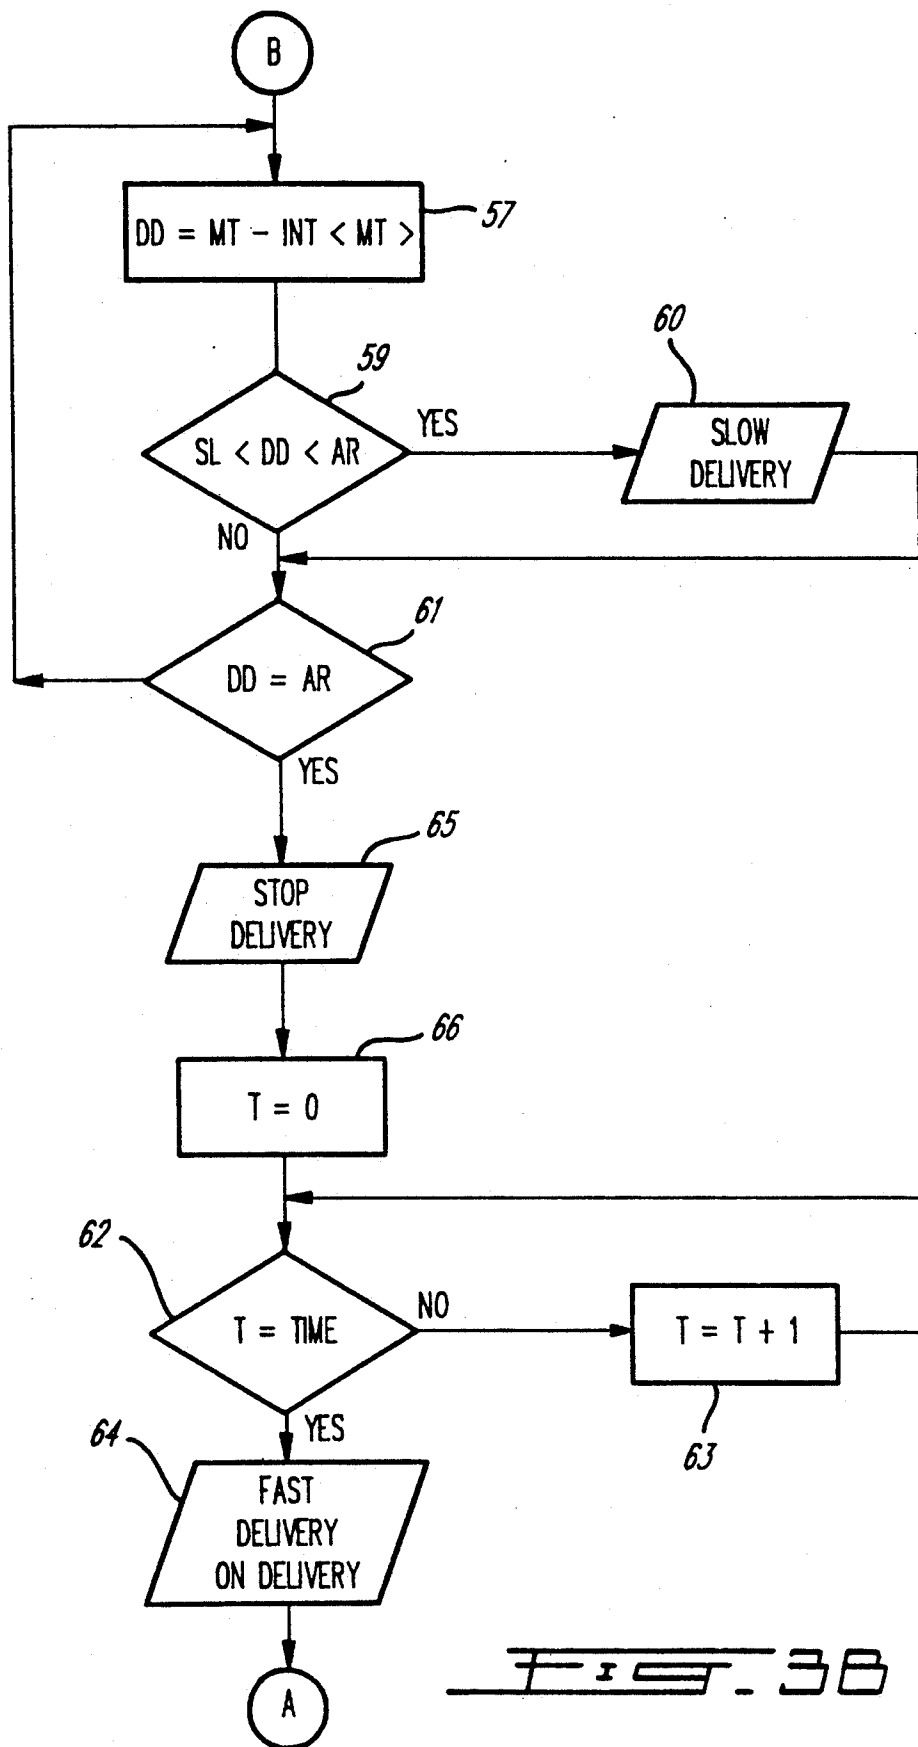 B
DD = MT - INT < MT >
57
60
59
YES
SL < DD < AR
SLOW
DELIVERY
NO
61
DD = AR
YES
65
STOP
DELIVERY
66
T = 0
62
NO
T = TIME
T = T + 1
63
YES
64
FAST
DELIVERY
ON DELIVERY
A
FIG. 3B